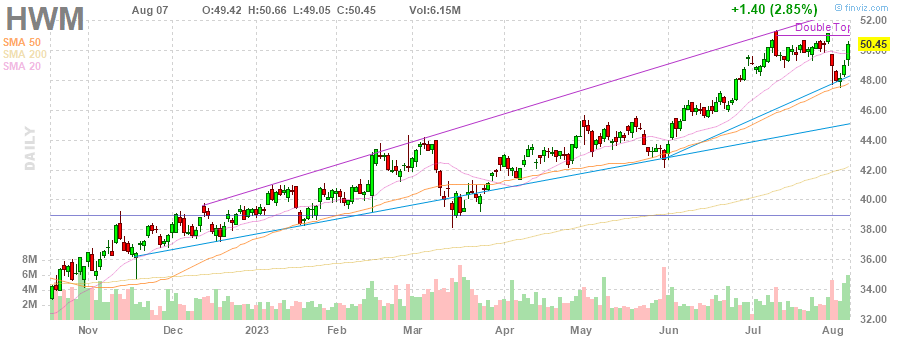 HWM
Aug 07 O:49.42 H:50.66 L:49.05 C:50.45 Vol:6.15M
+1.40 (2.85%)
© finviz.com
SMA 50
SMA 200
SMA 20
DAILY
Double Top
52.00
50.45
48.00
46.00
44.00
42.00
40.00
38.00
36.00
34.00
32.00
8M
6M
4M
2M
Nov Dec 2023 Feb Mar Apr May Jun Jul Aug